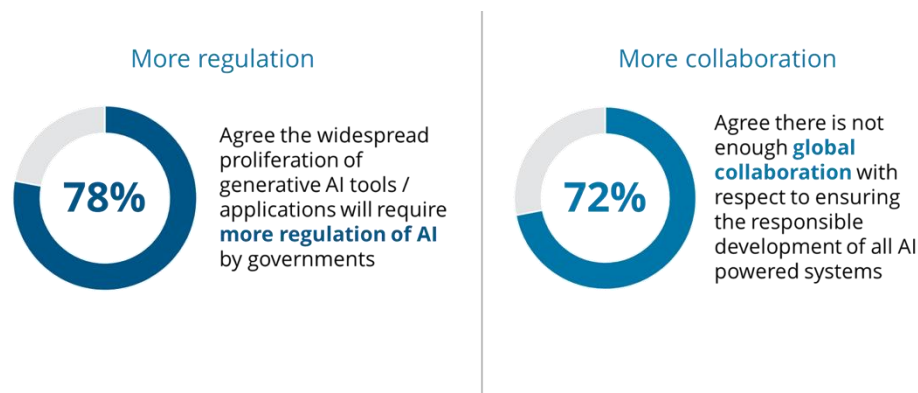 More regulation
78%
Agree the widespread
proliferation of
generative AI tools /
applications will require
more regulation of AI
by governments
More collaboration
72%
Agree there is not
enough global
collaboration with
respect to ensuring
the responsible
development of all AI
powered systems